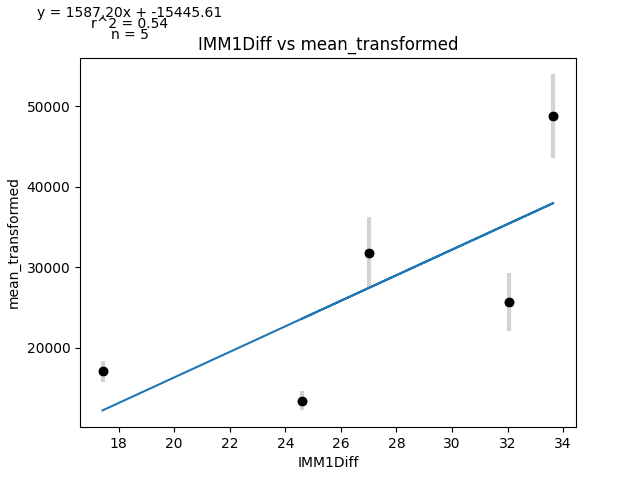 y = 1587.20x + -15445.61
r^2 = 0.54
n = 5
IMM1Diff vs mean_transformed
mean_transformed
50000
40000
30000
20000
18 20 22 24 26 28 30 32 34
IMM1Diff